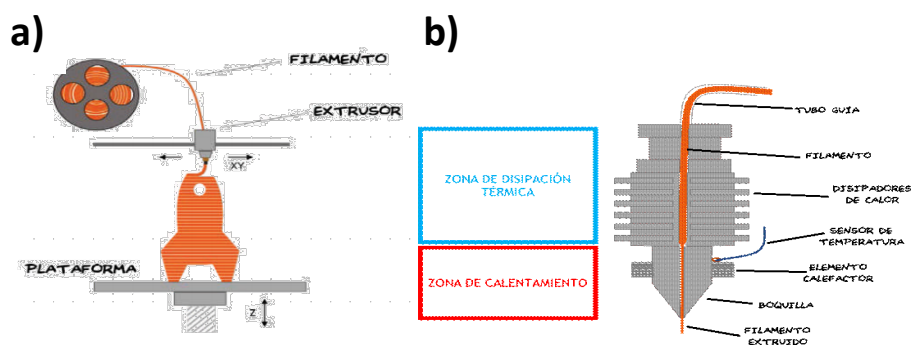 a)
FILAMENTO
EXTRUSOR
XY
PLATAFORMA
Z
b)
TUBO GUÍA
FILAMENTO
ZONA DE DISIPACIÓN
TÉRMICA
DISIPADORES
DE CALOR
SENSOR DE
TEMPERATURA
ELEMENTO
CALEFACTOR
ZONA DE CALENTAMIENTO
BOQUILLA
FILAMENTO
EXTRUIDO